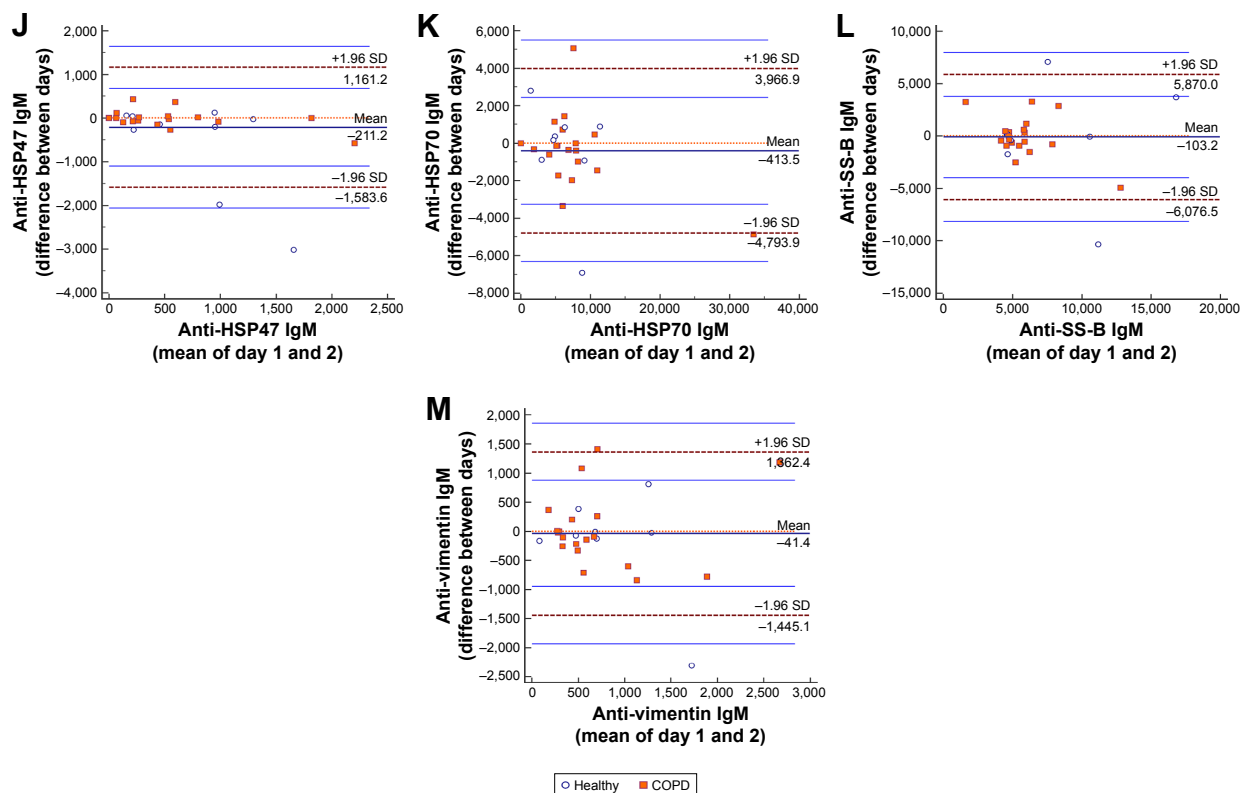 J
2,000
1,000
0
–1,000
–2,000
–3,000
–4,000
Anti-HSP47 IgM
(difference between days)
+1.96 SD
1,161.2
Mean
–211.2
–1.96 SD
–1,583.6
0
500
1,000
1,500
2,000
2,500
Anti-HSP47 IgM
(mean of day 1 and 2)
K
6,000
4,000
2,000
0
–2,000
–4,000
–6,000
–8,000
Anti-HSP70 IgM
(difference between days)
+1.96 SD
3,966.9
Mean
–413.5
–1.96 SD
–4,793.9
0
10,000
20,000
30,000
40,000
Anti-HSP70 IgM
(mean of day 1 and 2)
L
10,000
5,000
0
–5,000
–10,000
–15,000
Anti-SS-B IgM
(difference between days)
+1.96 SD
5,870.0
Mean
–103.2
–1.96 SD
–6,076.5
0
5,000
10,000
15,000
20,000
Anti-SS-B IgM
(mean of day 1 and 2)
M
2,000
1,500
1,000
500
0
–500
–1,000
–1,500
–2,000
–2,500
Anti-vimentin IgM
(difference between days)
+1.96 SD
1,362.4
Mean
–41.4
–1.96 SD
–1,445.1
0
500
1,000
1,500
2,000
2,500
3,000
Anti-vimentin IgM
(mean of day 1 and 2)
Healthy
COPD